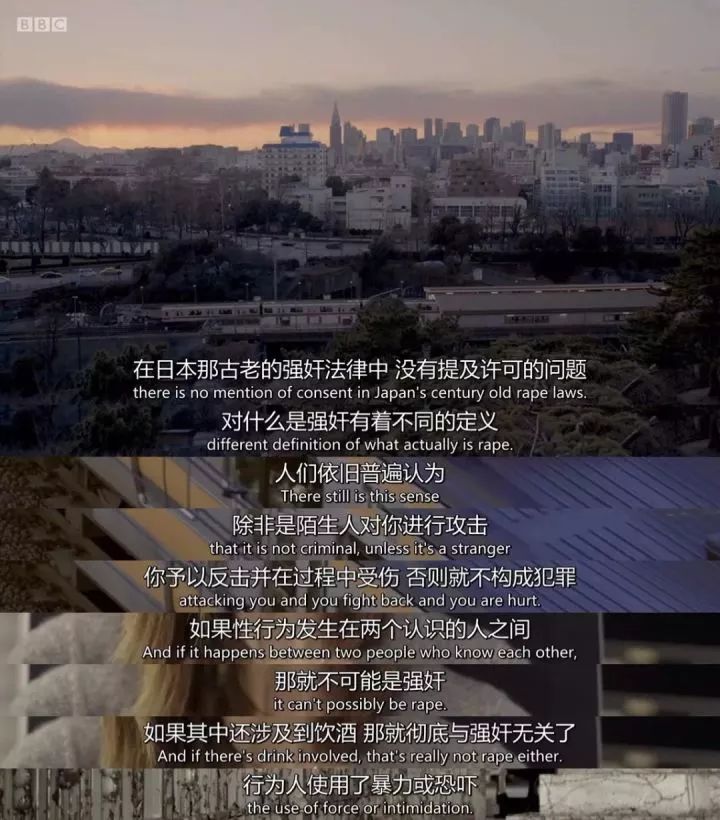 BBC
在日本那古老的强奸法律中 没有提及许可的问题
there is no mention of consent in Japan's century old rape laws.
对什么是强奸有着不同的定义
different definition of what actually is rape.
人们依旧普遍认为
There still is this sense
除非是陌生人对你进行攻击
that it is not criminal, unless it's a stranger
你予以反击并在过程中受伤 否则就不构成犯罪
attacking you and you fight back and you are hurt.
如果性行为发生在两个认识的人之间
And if it happens between two people who know each other,
那就不可能是强奸
it can't possibly be rape.
如果其中还涉及到饮酒 那就彻底与强奸无关了
And if there's drink involved, that's really not rape either.
行为人使用了暴力或恐吓
the use of force or intimidation.